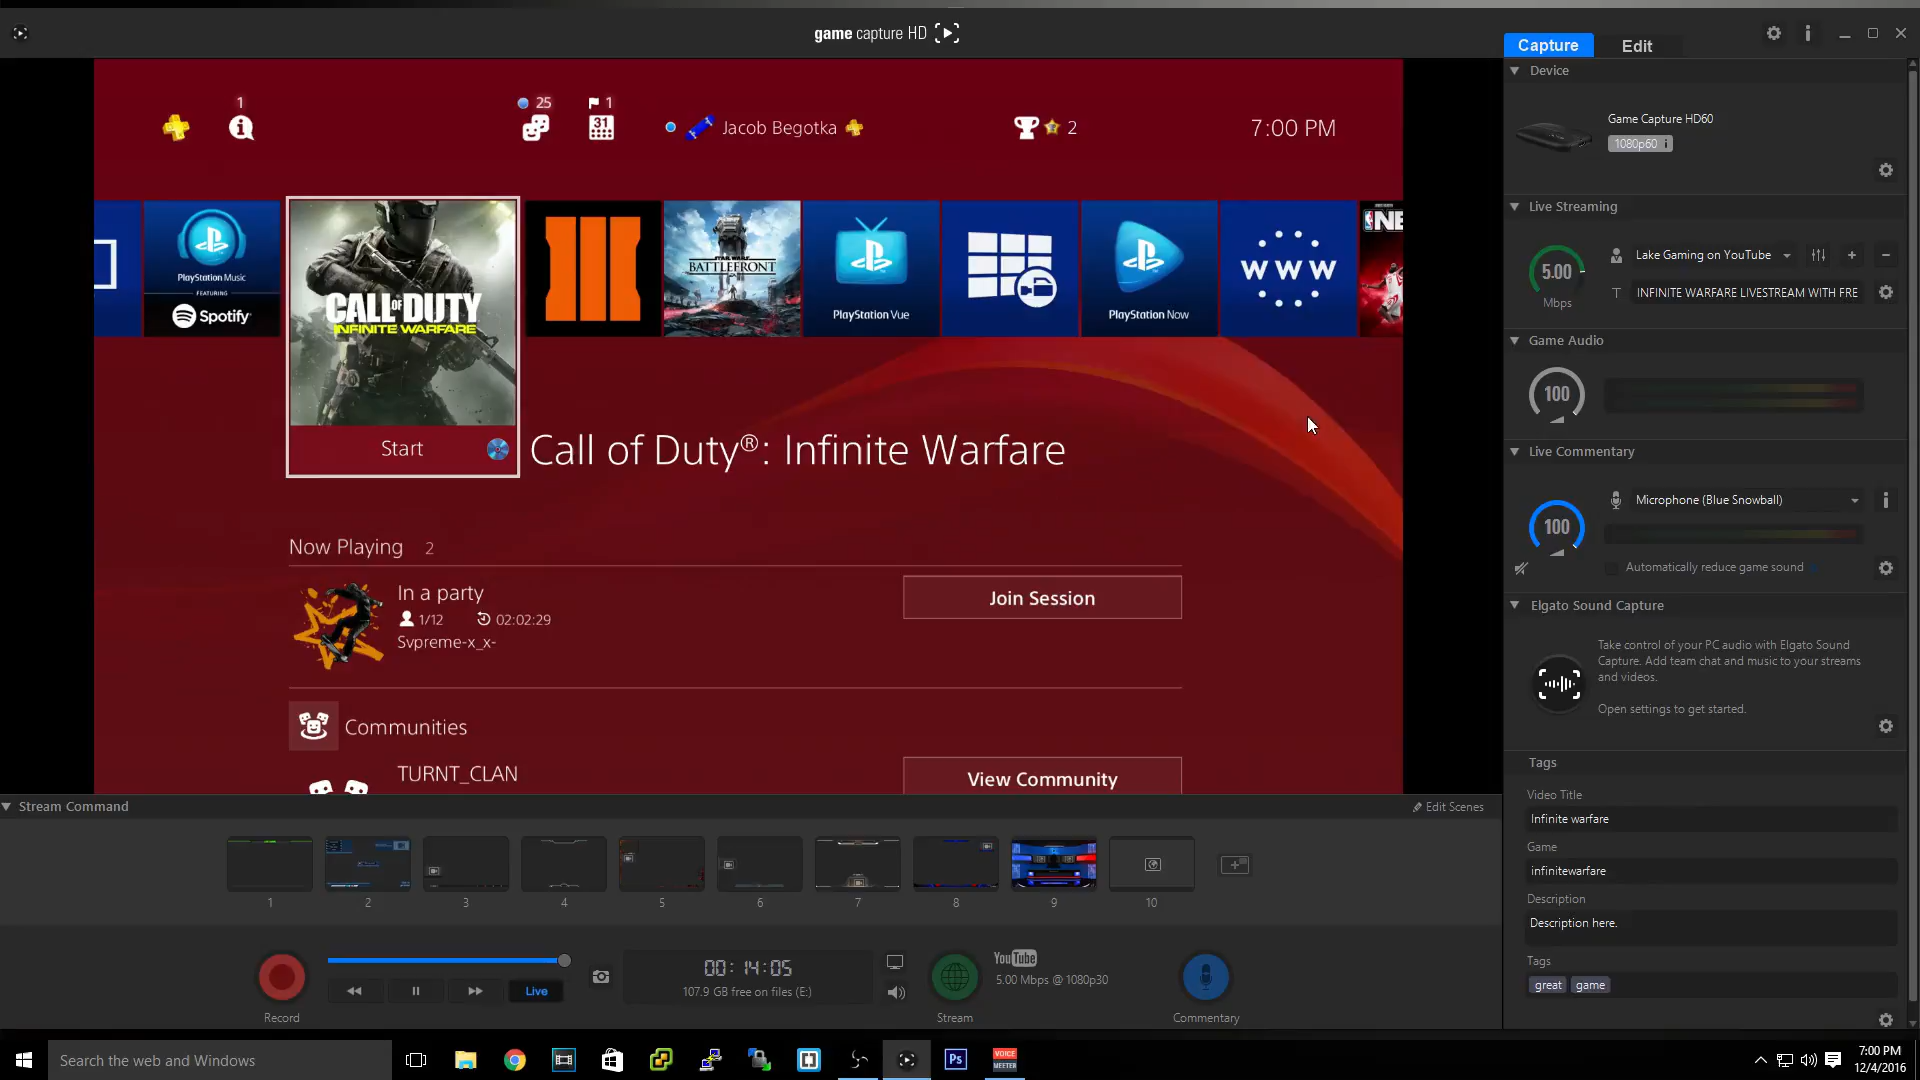 game capture HD
Capture
Edit
Device
Game Capture HD60
1080p60 i
Live Streaming
5.00
Mbps
Lake Gaming on YouTube
T
INFINITE WARFARE LIVESTREAM WITH FRE
Game Audio
100
Live Commentary
Microphone (Blue Snowball)
100
Automatically reduce game sound
Elgato Sound Capture
Take control of your PC audio with Elgato Sound
Capture. Add team chat and music to your streams
and videos.
Open settings to get started.
Tags
Video Title
Infinite warfare
Game
infinitewarfare
Description
Description here.
Tags
great game
1
25
1
31
Jacob Begotka
2
7:00 PM
PlayStation Music
FEATURING
Spotify
CALL OF DUTY
INFINITE WARFARE
Start
III
STAR WARS
BATTLEFRONT
PlayStation Vue
PlayStation Now
WWW
Call of Duty®: Infinite Warfare
Now Playing 2
In a party
1/12 02:02:29
Svpreme-x_x-
Join Session
Communities
TURNT_CLAN
View Community
Stream Command
Edit Scenes
1 2 3 4 5 6 7 8 9 10
Record
Live
00:14:05
107.9 GB free on files (E:)
Stream
YouTube
5.00 Mbps @ 1080p30
Commentary
Search the web and Windows
Ps
VOICE
MEETER
7:00 PM
12/4/2016